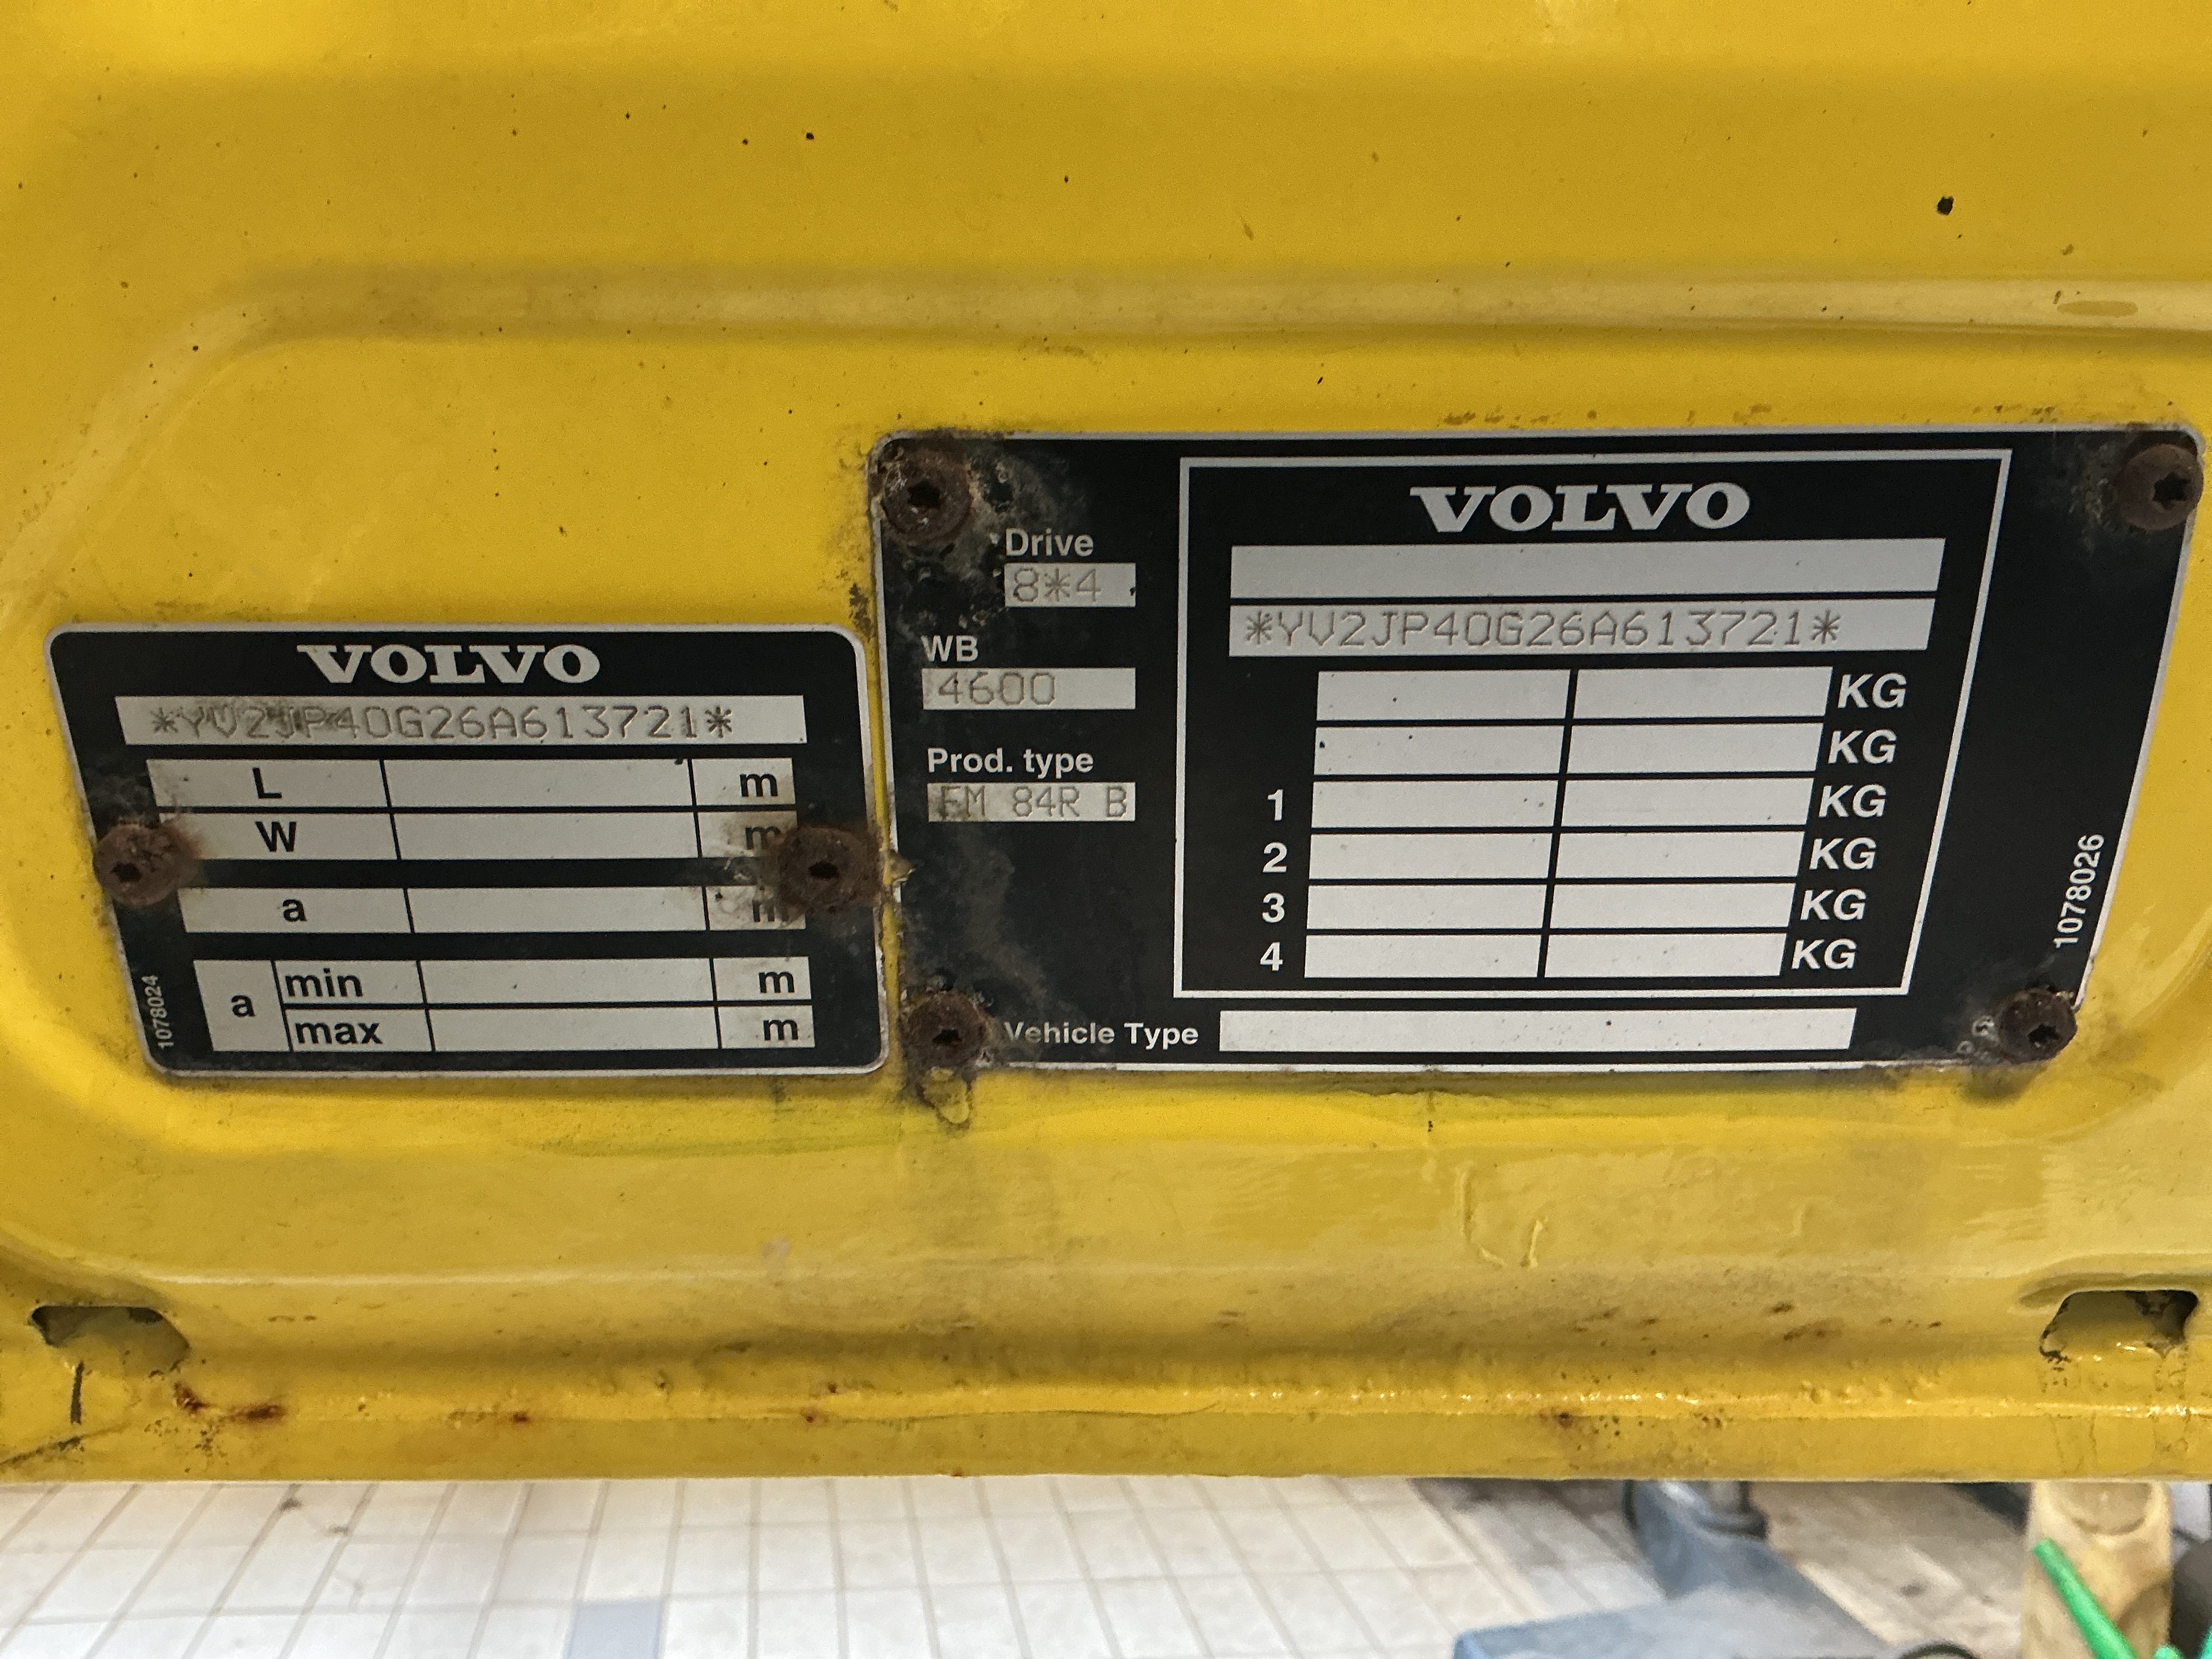 VOLVO
*YV2JP40G26A613721*
L m
W m
a m
a min m
max m
1078024
VOLVO
Drive
8*4
*YV2JP40G26A613721*
WB
4600
KG
KG
Prod. type
FM 84R B
1 KG
2 KG
3 KG
4 KG
Vehicle Type
1078026